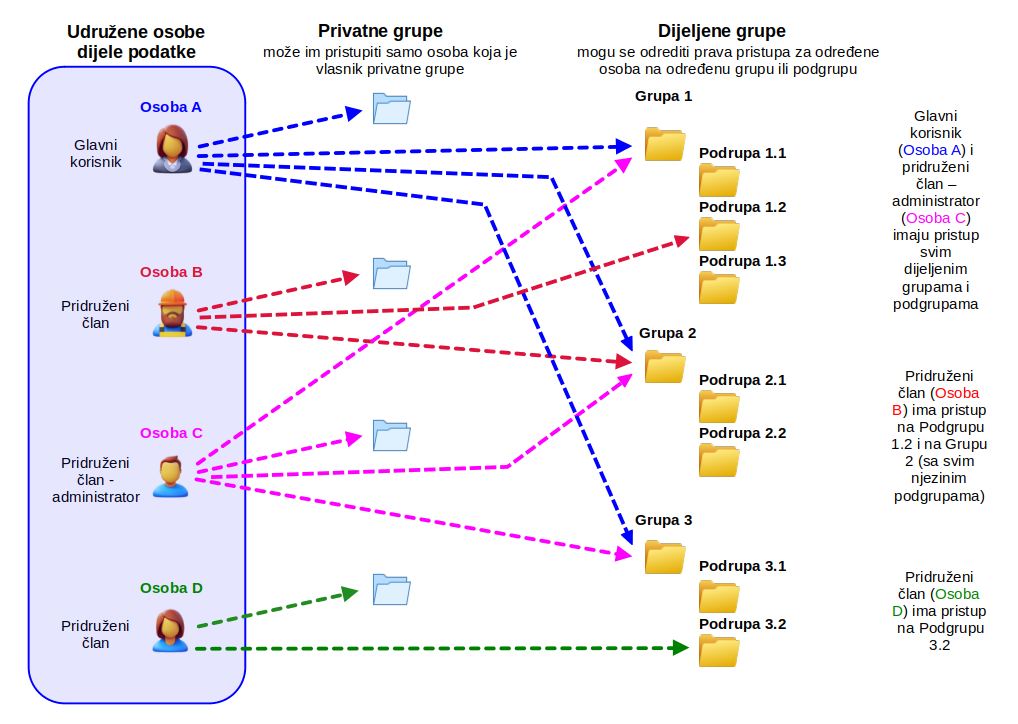 Udružene osobe
dijele podatke
Privatne grupe
može im pristupiti samo osoba koja je
vlasnik privatne grupe
Dijeljene grupe
mogu se odrediti prava pristupa za određene
osoba na određenu grupu ili podgrupu
Osoba A
Glavni
korisnik
Osoba B
Pridruženi
član
Osoba C
Pridruženi
član -
administrator
Osoba D
Pridruženi
član
Grupa 1
Podrupa 1.1
Podrupa 1.2
Podrupa 1.3
Grupa 2
Podrupa 2.1
Podrupa 2.2
Grupa 3
Podrupa 3.1
Podrupa 3.2
Glavni
korisnik
(Osoba A) i
pridruženi
član –
administrator
(Osoba C)
imaju pristup
svim
dijeljenim
grupama i
podgrupama
Pridruženi
član (Osoba
B) ima pristup
na Podgrupu
1.2 i na Grupu
2 (sa svim
njezinim
podgrupama)
Pridruženi
član (Osoba
D) ima pristup
na Podgrupu
3.2